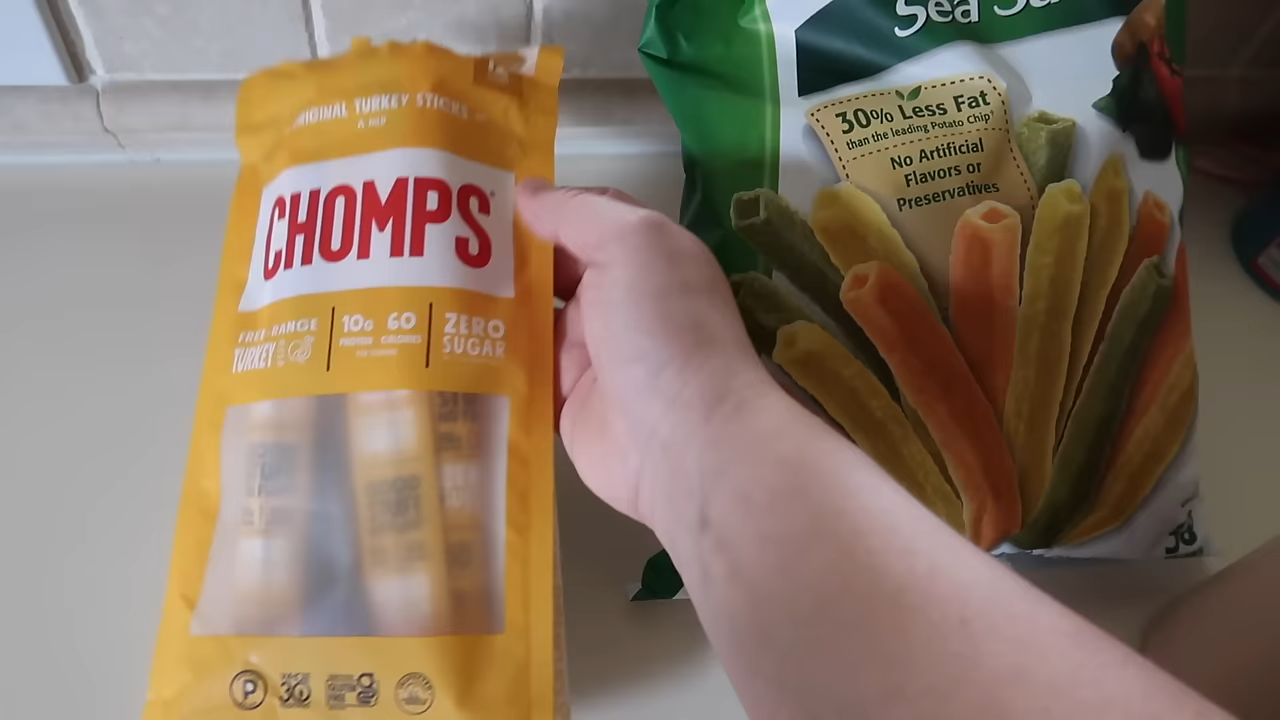 ORIGINAL TURKEY STICKS
CHOMPS
FREE-RANGE
TURKEY
10G 60
PROTEIN CALORIES
ZERO
SUGAR
P
Sea
30% Less Fat
than the leading Potato Chip
No Artificial
Flavors or
Preservatives